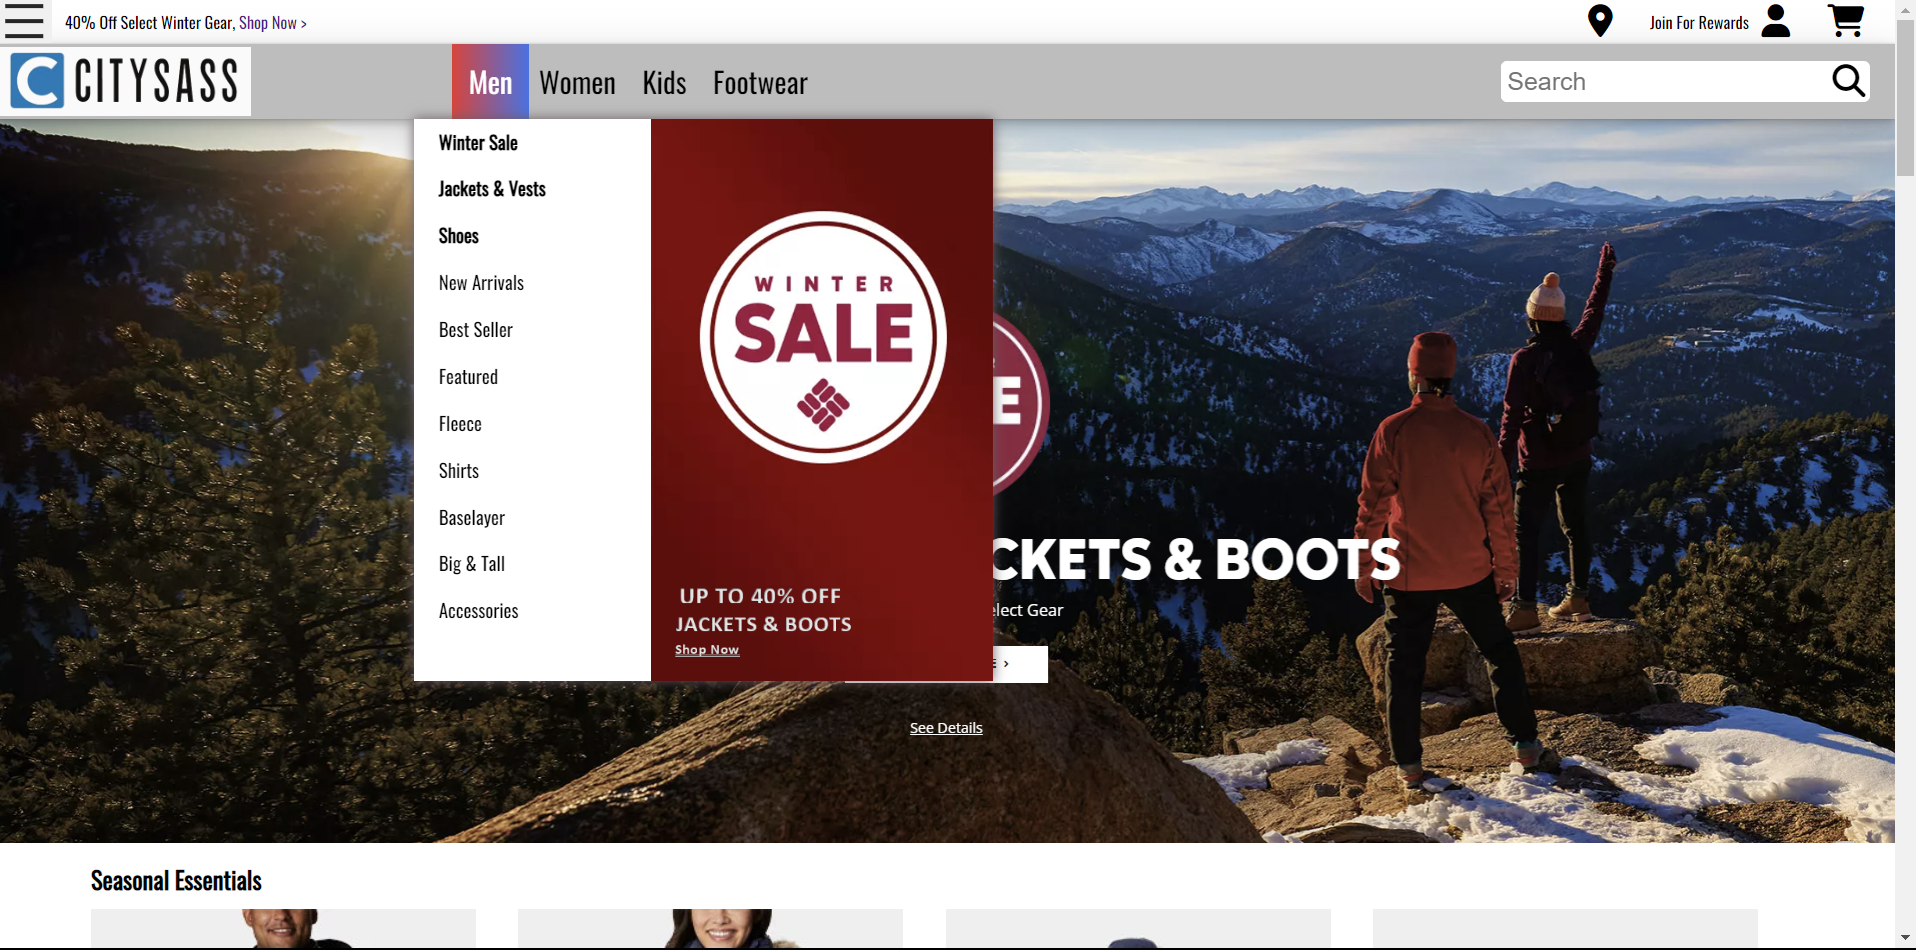 40% Off Select Winter Gear, Shop Now >
Join For Rewards
C CITYSASS
Men
Women
Kids
Footwear
Search
Winter Sale
Jackets & Vests
Shoes
New Arrivals
Best Seller
Featured
Fleece
Shirts
Baselayer
Big & Tall
Accessories
WINTER
SALE
UP TO 40% OFF
JACKETS & BOOTS
Shop Now
E
CKETS & BOOTS
elect Gear
E ›
See Details
Seasonal Essentials